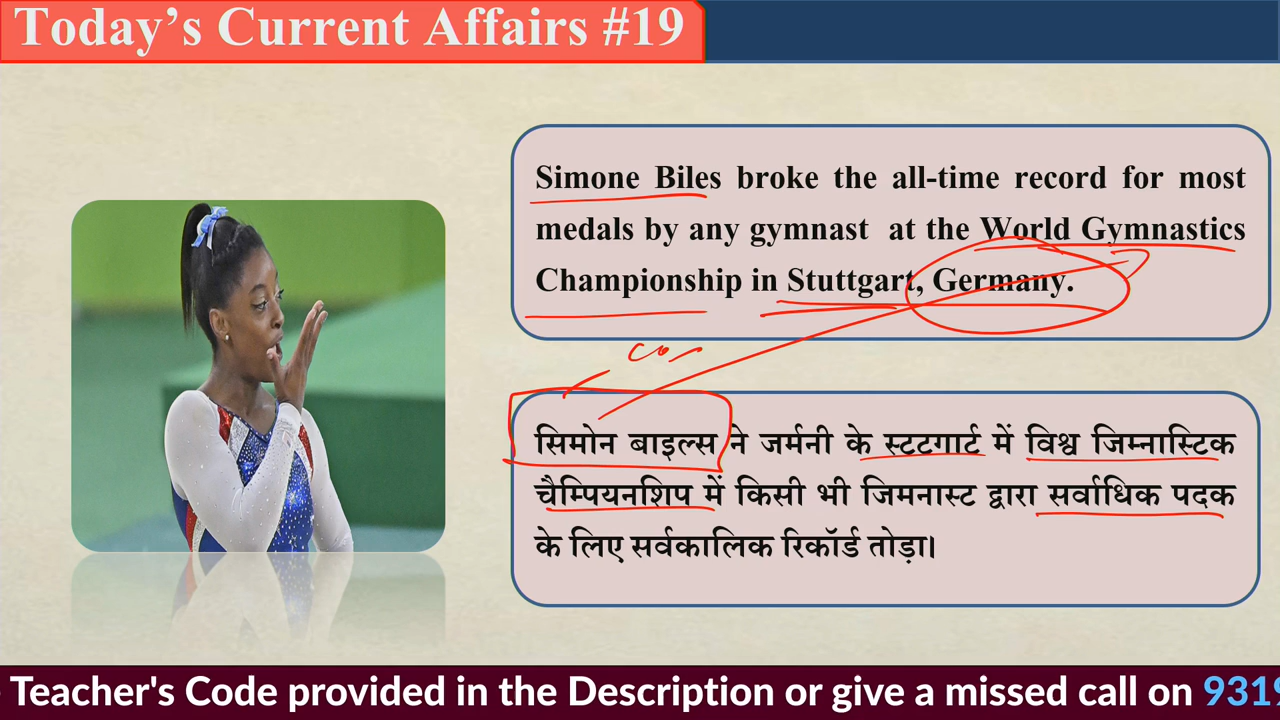 Today’s Current Affairs #19
Simone Biles broke the all-time record for most
medals by any gymnast at the World Gymnastics
Championship in Stuttgart, Germany.
सिमोन बाइल्स ने जर्मनी के स्टटगार्ट में विश्व जिम्नास्टिक
चैम्पियनशिप में किसी भी जिमनास्ट द्वारा सर्वाधिक पदक
के लिए सर्वकालिक रिकॉर्ड तोड़ा।
Teacher's Code provided in the Description or give a missed call on 9319